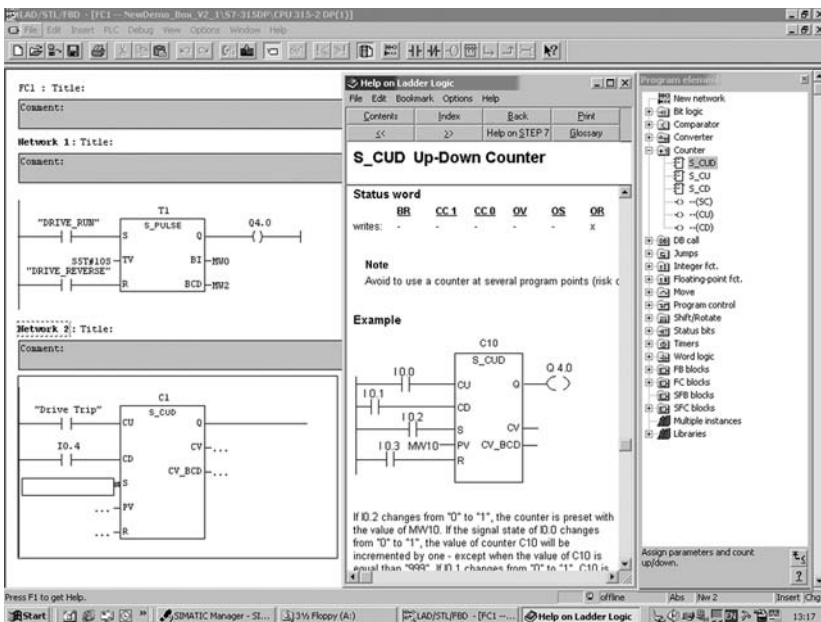 LAD/STL/FBD - [FC1 -- NewDemo_Box_V2_1\S7-315DP\CPU 315-2 DP(1)]
File Edit Insert PLC Debug View Options Window Help
FC1 : Title:
Comment:
Network 1: Title:
Comment:
T1
"DRIVE_RUN" S_PULSE Q4.0
S Q
S5T#10S TV BI MW0
"DRIVE_REVERSE"
R BCD MW2
Network 2: Title:
Comment:
C1
"Drive Trip" S_CUD
CU Q
I0.4 CV ...
CD
CV_BCD ...
S
... PV
... R
Help on Ladder Logic
File Edit Bookmark Options Help
Contents Index Back Print
<< >> Help on STEP 7 Glossary
S_CUD Up-Down Counter
Status word
BR CC 1 CC 0 OV OS OR
writes: - - - - - x
Note
Avoid to use a counter at several program points (risk
Example
C10
S_CUD
I 0.0 Q 4.0
CU Q
I 0.1
CD
I 0.2
S CV
I 0.3 MW10 PV CV_BCD
R
If I0.2 changes from "0" to "1", the counter is preset with
the value of MW10. If the signal state of I0.0 changes
from "0" to "1", the value of counter C10 will be
incremented by one - except when the value of C10 is
equal than "999". If I0.1 changes from "0" to "1", C10 is
Program element
New network
Bit logic
Comparator
Converter
Counter
S_CUD
S_CU
S_CD
--(SC)
--(CU)
--(CD)
DB call
Jumps
Integer fct.
Floating-point fct.
Move
Program control
Shift/Rotate
Status bits
Timers
Word logic
FB blocks
FC blocks
SFB blocks
SFC blocks
Multiple instances
Libraries
Assign parameters and count
up/down.
Press F1 to get Help.
offline Abs Nw 2 Insert Chg
Start SIMATIC Manager - SI... 3½ Floppy (A:) LAD/STL/FBD - [FC1 --... Help on Ladder Logic 13:17